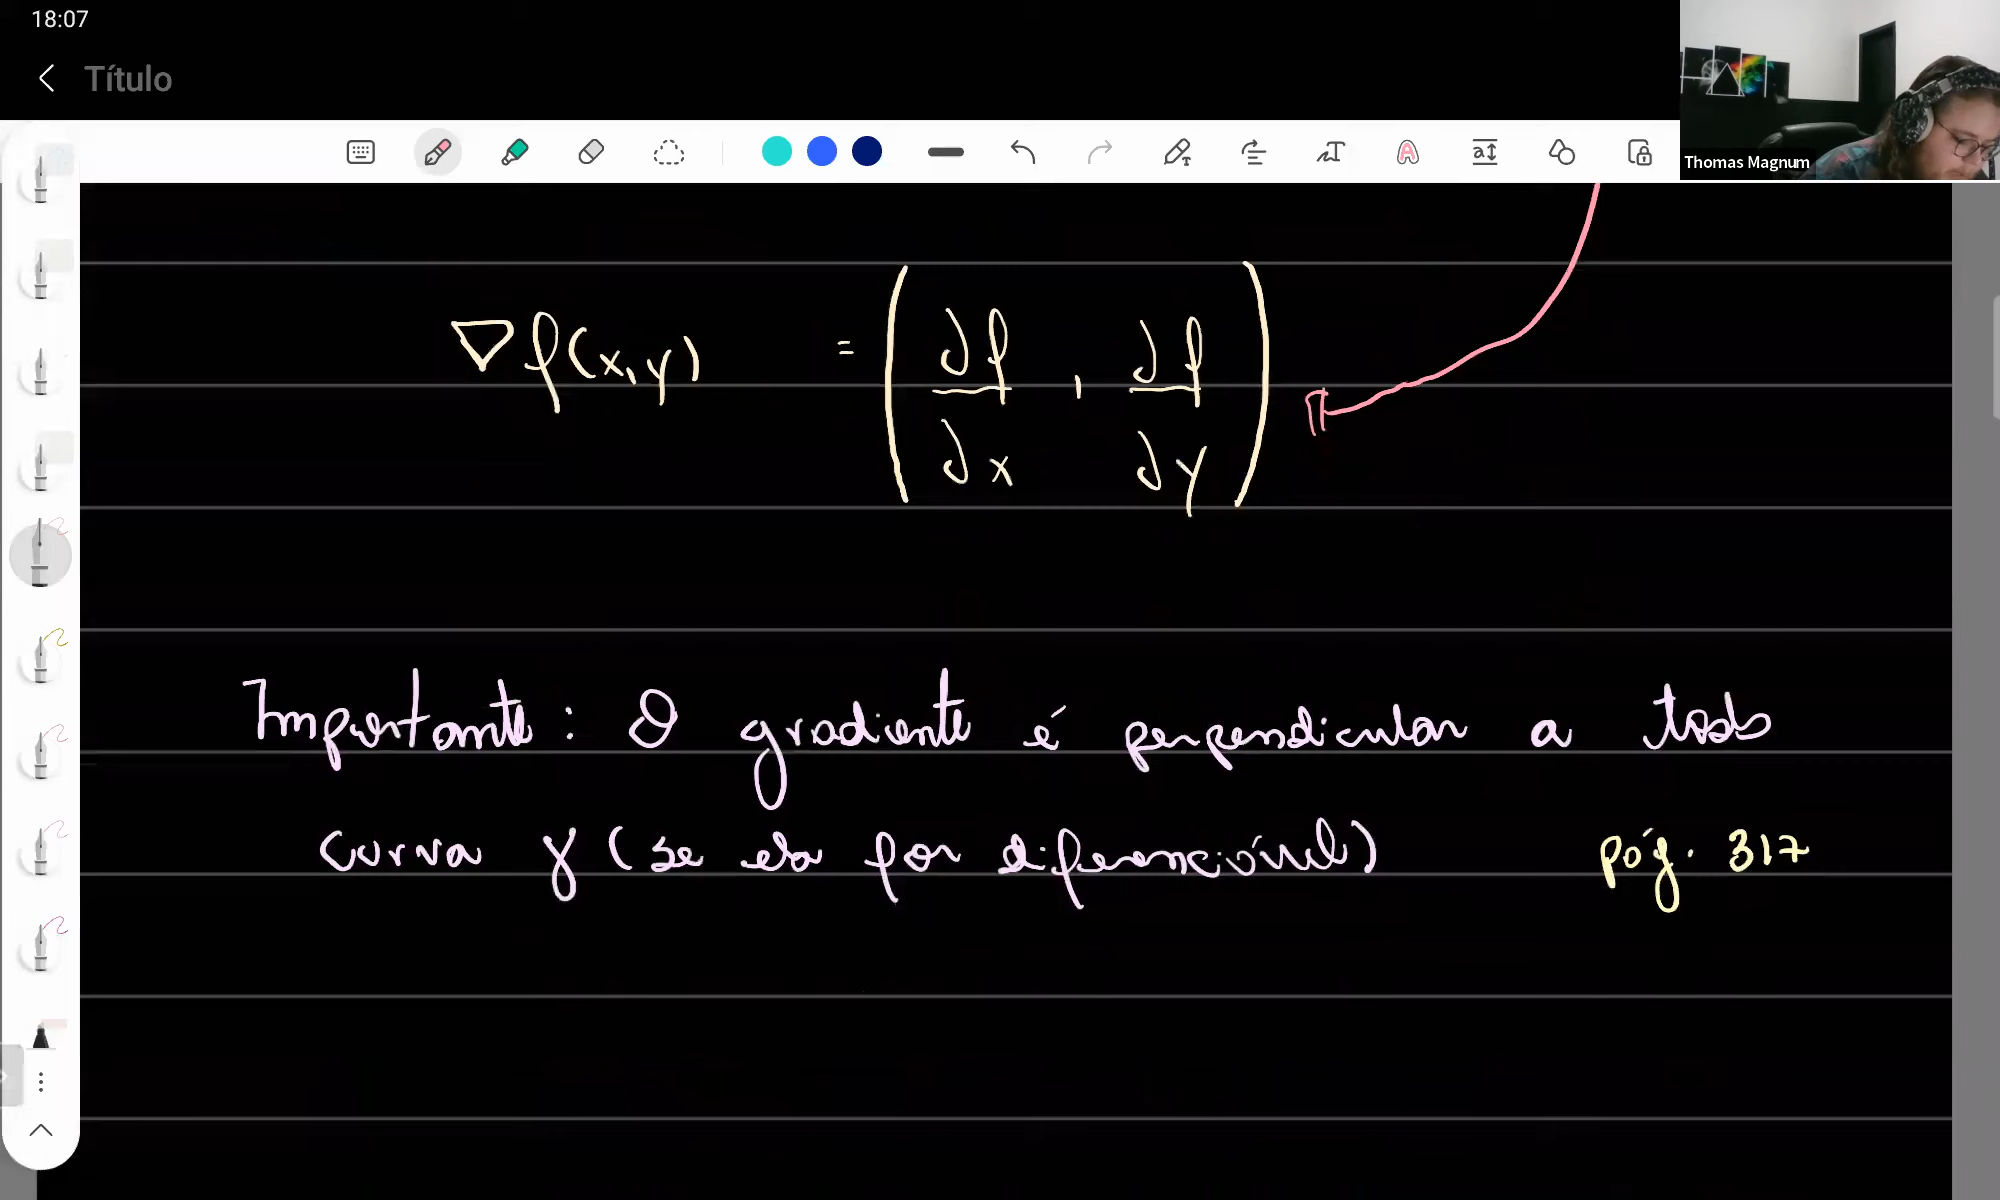 18:07
Título
Thomas Magnum
∇f(x,y) = (∂f/∂x , ∂f/∂y)
Importante: O gradiente é perpendicular a toda
curva γ (se ela for diferenciável) pág. 317